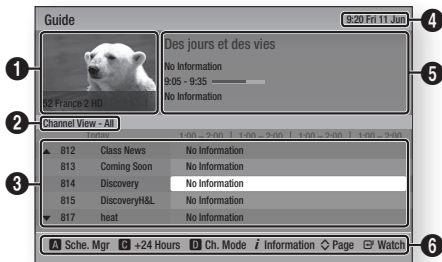 Guide
9:20 Fri 11 Jun
4
Des jours et des vies
1
No Information
5
9:05 - 9:35
52 France 2 HD
No Information
2
Channel View - All
Today 1:00 – 2:00 1:00 – 2:00 1:00 – 2:00 1:00 – 2:00
3
812 Class News No Information
813 Coming Soon No Information
814 Discovery No Information
815 DiscoveryH&L No Information
817 heat No Information
A Sche. Mgr C +24 Hours D Ch. Mode i Information Page Watch
6